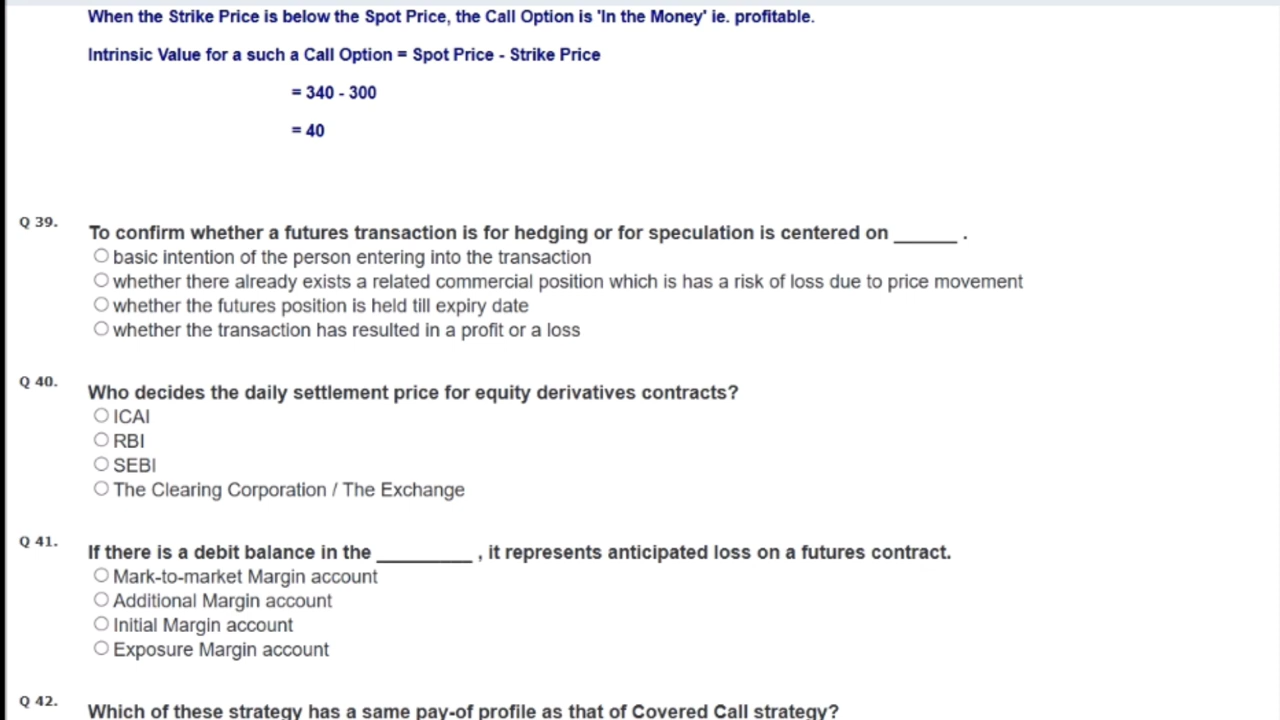 When the Strike Price is below the Spot Price, the Call Option is 'In the Money' ie. profitable.
Intrinsic Value for a such a Call Option = Spot Price - Strike Price
= 340 - 300
= 40
Q 39.
To confirm whether a futures transaction is for hedging or for speculation is centered on ______ .
basic intention of the person entering into the transaction
whether there already exists a related commercial position which is has a risk of loss due to price movement
whether the futures position is held till expiry date
whether the transaction has resulted in a profit or a loss
Q 40.
Who decides the daily settlement price for equity derivatives contracts?
ICAI
RBI
SEBI
The Clearing Corporation / The Exchange
Q 41.
If there is a debit balance in the _________ , it represents anticipated loss on a futures contract.
Mark-to-market Margin account
Additional Margin account
Initial Margin account
Exposure Margin account
Q 42.
Which of these strategy has a same pay-of profile as that of Covered Call strategy?